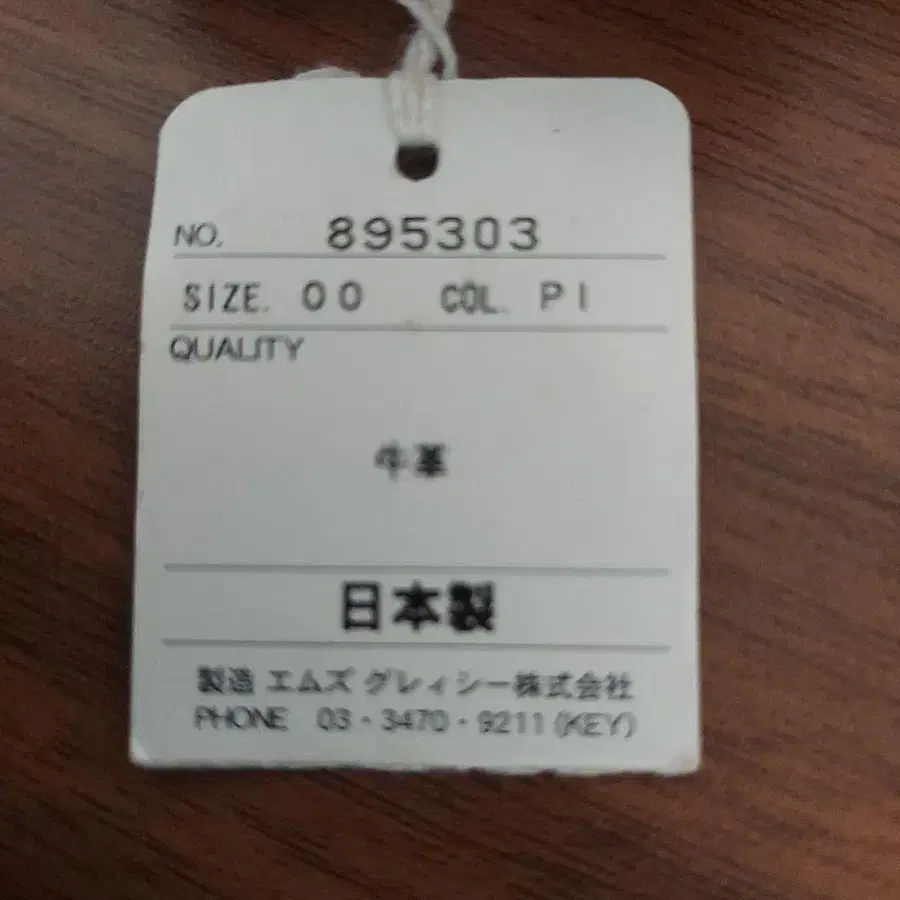 NO. 895303
SIZE. 00 COL. PI
QUALITY
牛革
日本製
製造 エムズ グレィシー株式会社
PHONE 03・3470・9211(KEY)